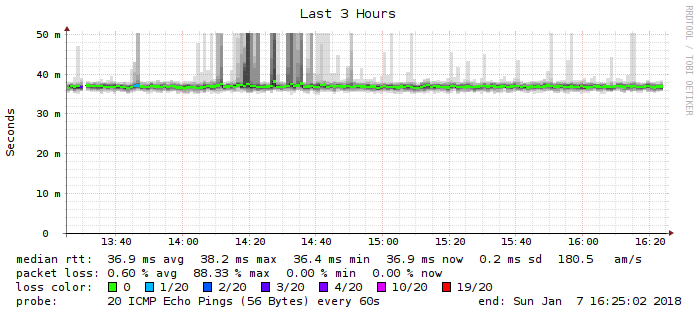 Last 3 Hours
RRDTOOL / TOBI OETIKER
Seconds
50 m
40 m
30 m
20 m
10 m
0
13:40 14:00 14:20 14:40 15:00 15:20 15:40 16:00 16:20
median rtt: 36.9 ms avg 38.2 ms max 36.4 ms min 36.9 ms now 0.2 ms sd 180.5 am/s
packet loss: 0.60 % avg 88.33 % max 0.00 % min 0.00 % now
loss color: 0 1/20 2/20 3/20 4/20 10/20 19/20
probe: 20 ICMP Echo Pings (56 Bytes) every 60s end: Sun Jan 7 16:25:02 2018